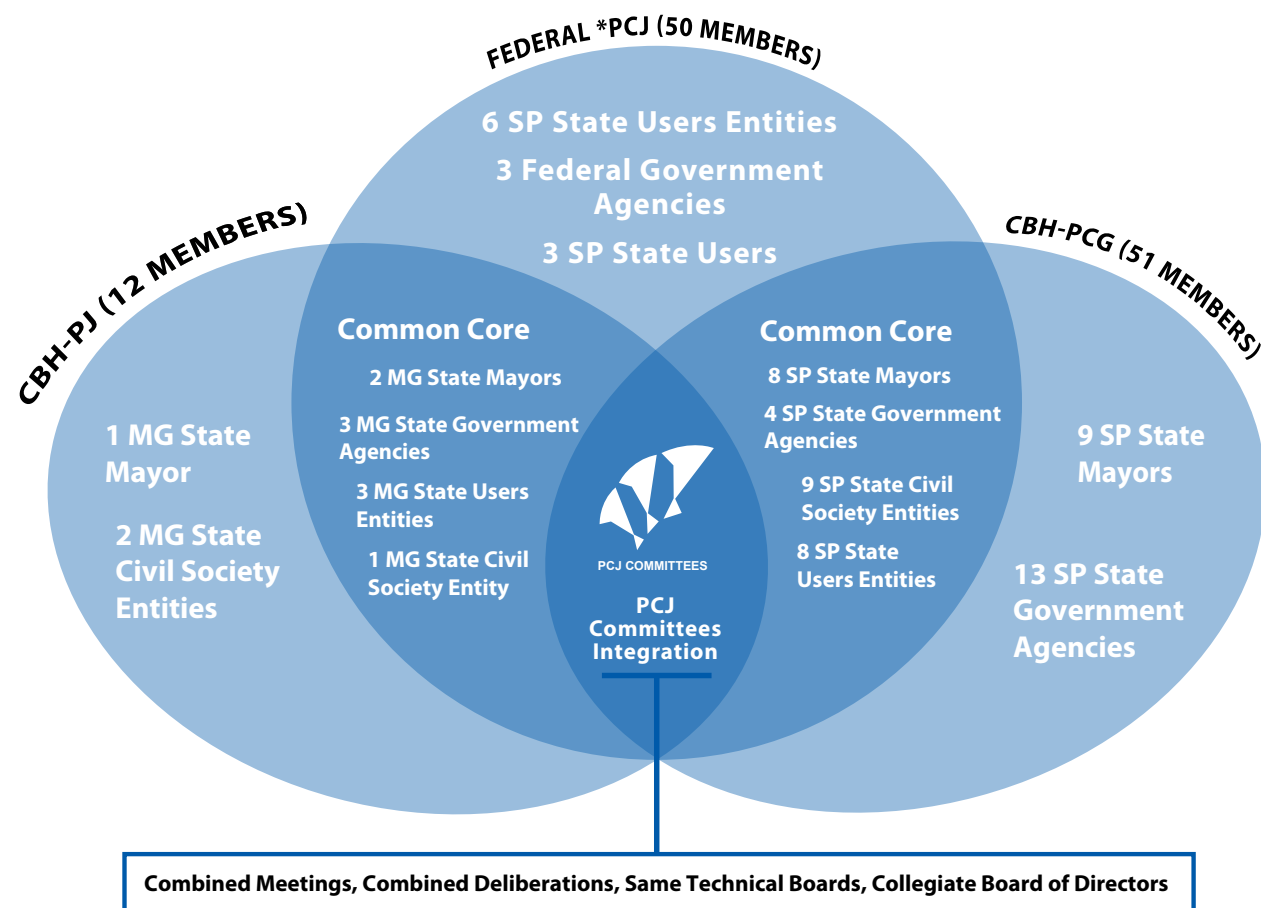 FEDERAL *PCJ (50 MEMBERS)
6 SP State Users Entities
3 Federal Government
Agencies
3 SP State Users
CBH-PJ (12 MEMBERS)
1 MG State
Mayor
2 MG State
Civil Society
Entities
Common Core
2 MG State Mayors
3 MG State Government
Agencies
3 MG State Users
Entities
1 MG State Civil
Society Entity
PCJ COMMITTEES
PCJ
Committees
Integration
Common Core
8 SP State Mayors
4 SP State Government
Agencies
9 SP State Civil
Society Entities
8 SP State
Users Entities
CBH-PCG (51 MEMBERS)
9 SP State
Mayors
13 SP State
Government
Agencies
Combined Meetings, Combined Deliberations, Same Technical Boards, Collegiate Board of Directors